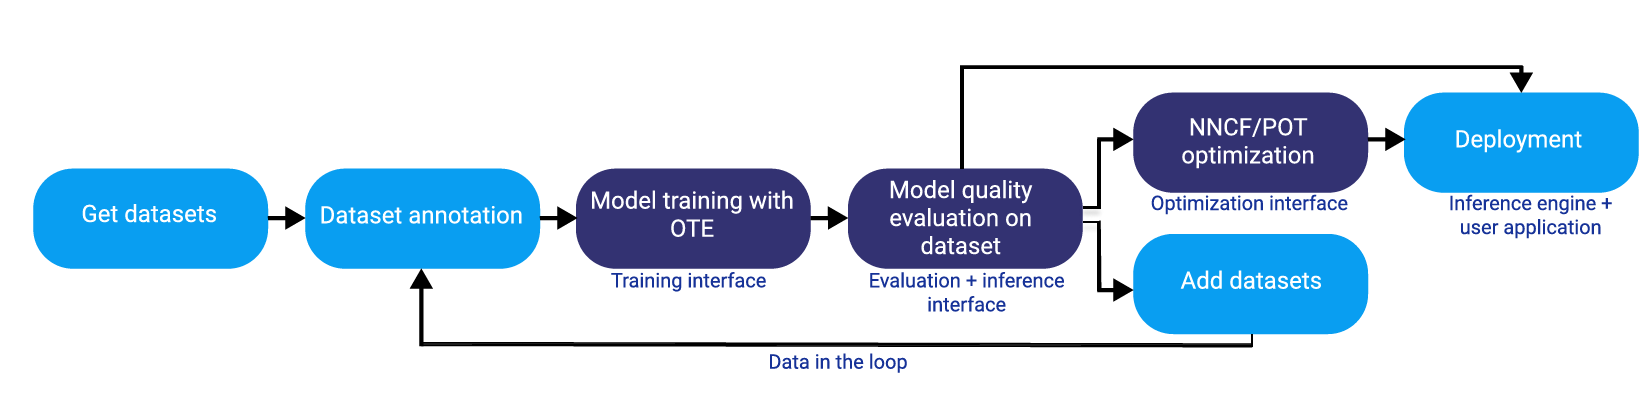 Get datasets
Dataset annotation
Model training with
OTE
Training interface
Model quality
evaluation on
dataset
Evaluation + inference
interface
NNCF/POT
optimization
Optimization interface
Deployment
Inference engine +
user application
Add datasets
Data in the loop